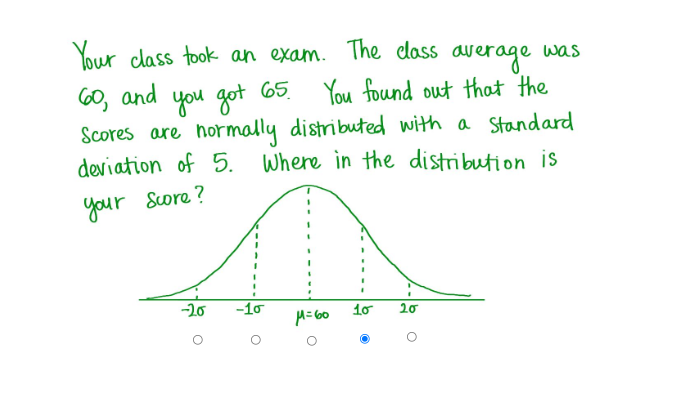 Your class took an exam. The class average was
60, and you got 65. You found out that the
Scores are normally distributed with a standard
deviation of 5. Where in the distribution is
your score?
-2σ -1σ μ=60 1σ 2σ